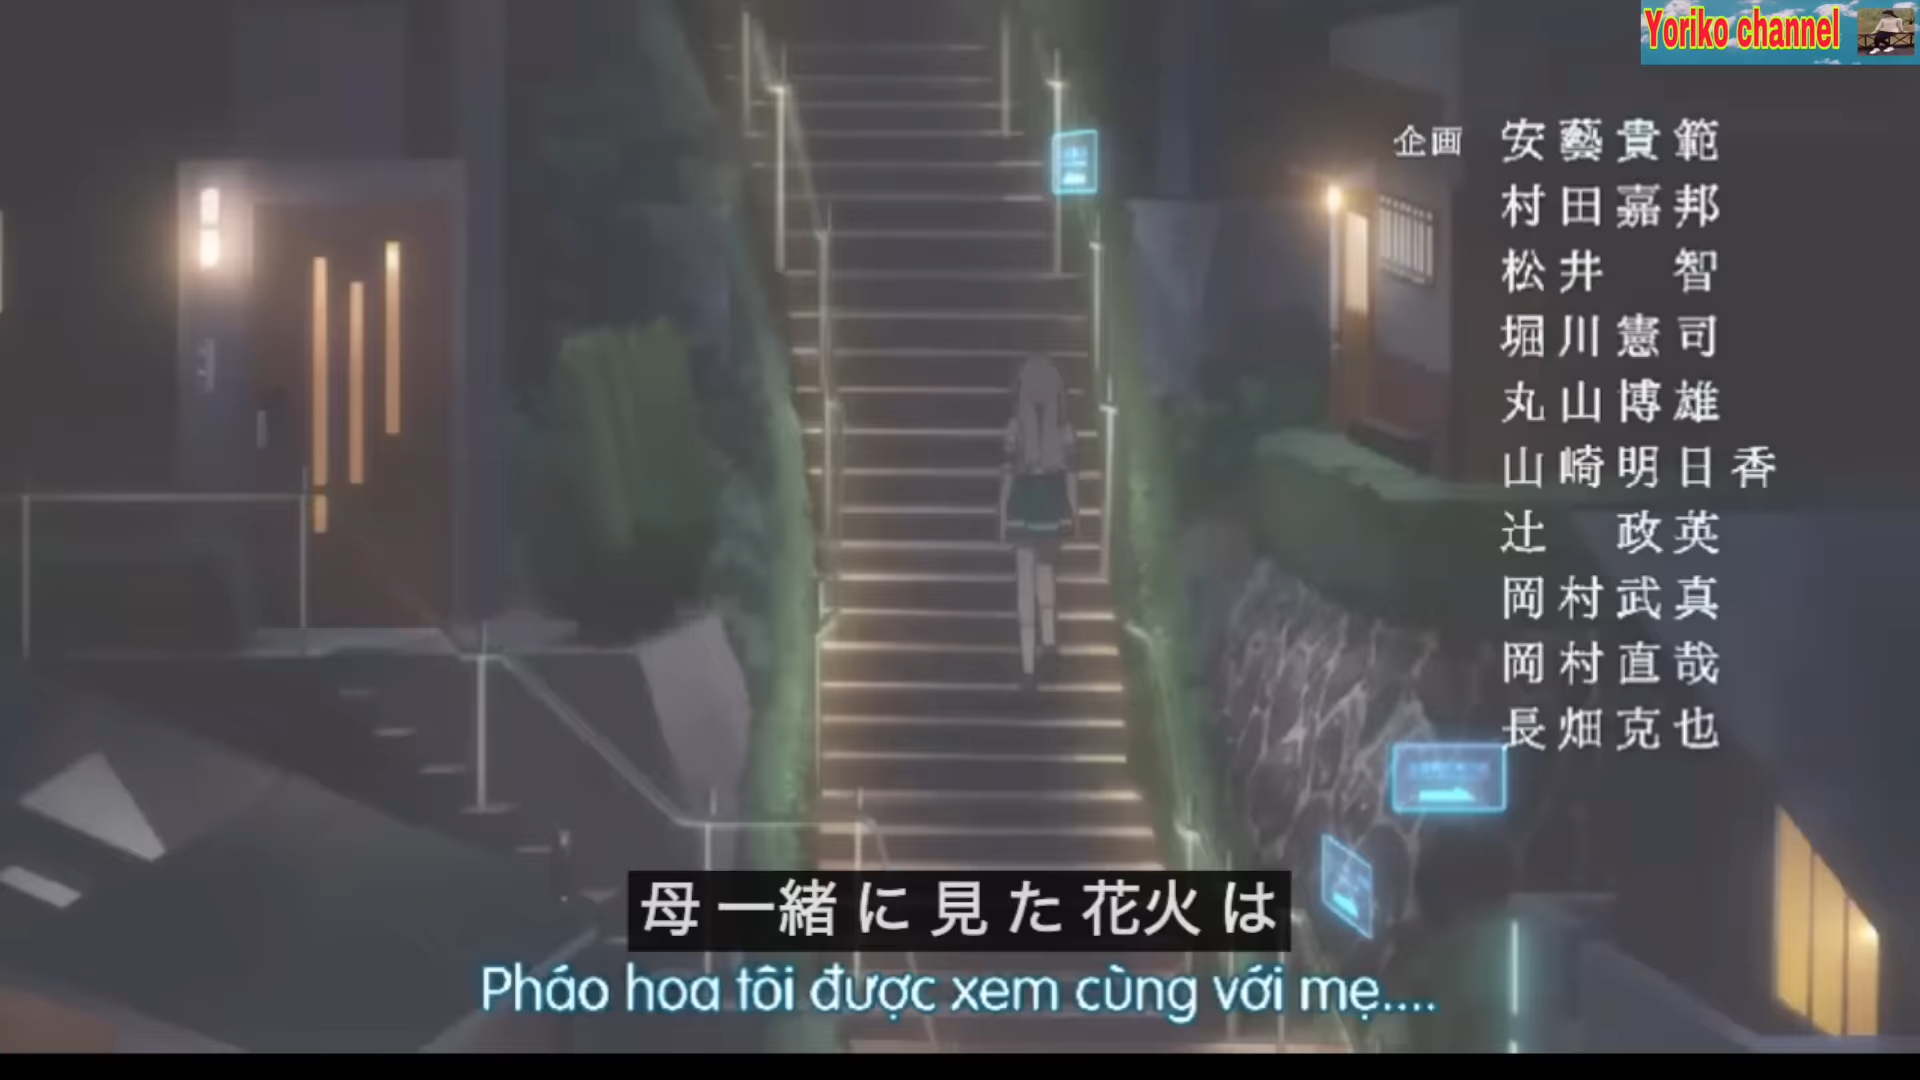 Yoriko channel
企画 安藝貴範
村田嘉邦
松井 智
堀川憲司
丸山博雄
山崎明日香
辻 政英
岡村武真
岡村直哉
長畑克也
母 一緒 に 見 た 花火 は
Pháo hoa tôi được xem cùng với mẹ....